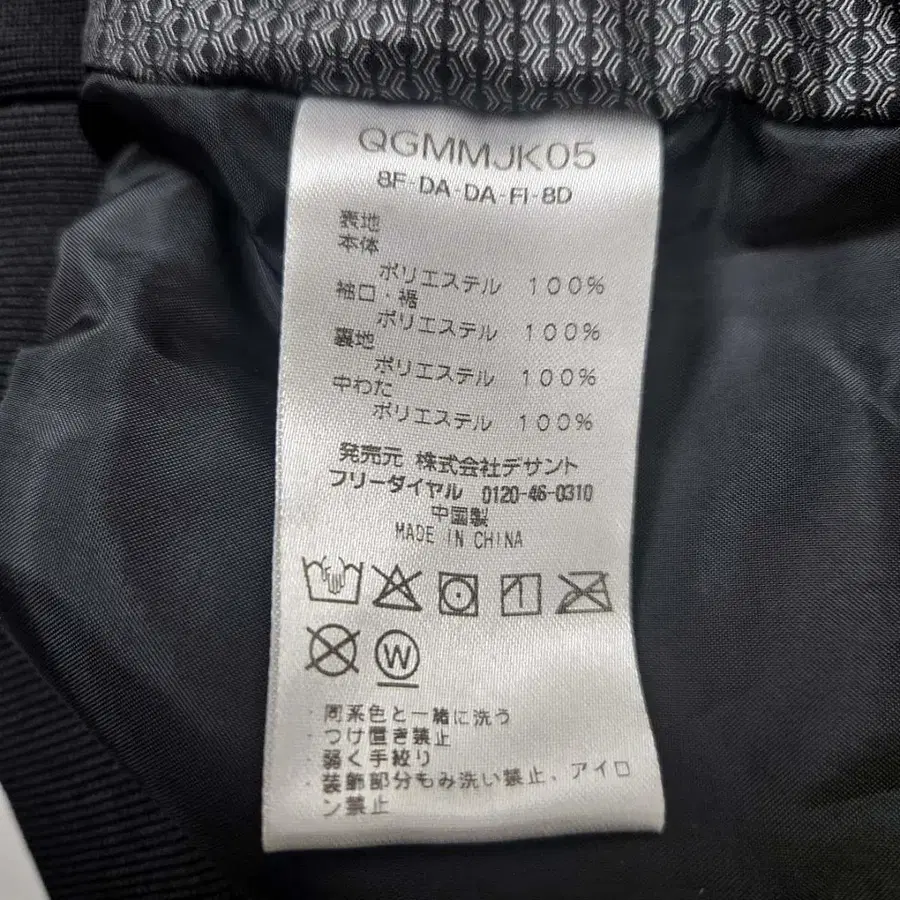 QGMMJK05
8F-DA-DA-FI-8D
表地
本体
ポリエステル 100%
袖口・裾
ポリエステル 100%
裏地
ポリエステル 100%
中わた
ポリエステル 100%
発売元 株式会社デサント
フリーダイヤル 0120-46-0310
中国製
MADE IN CHINA
W
・同系色と一緒に洗う
・つけ置き禁止
・弱く手絞り
・装飾部分もみ洗い禁止、アイロ
ン禁止